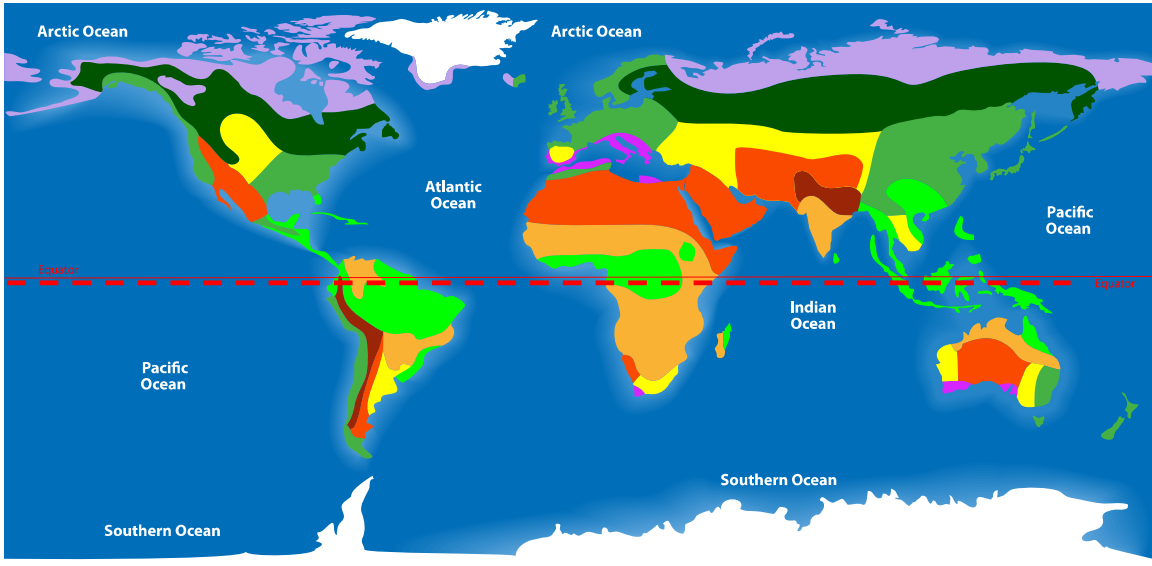 Arctic Ocean
Arctic Ocean
Atlantic
Ocean
Pacific
Ocean
Equator
Equator
Indian
Ocean
Pacific
Ocean
Southern Ocean
Southern Ocean